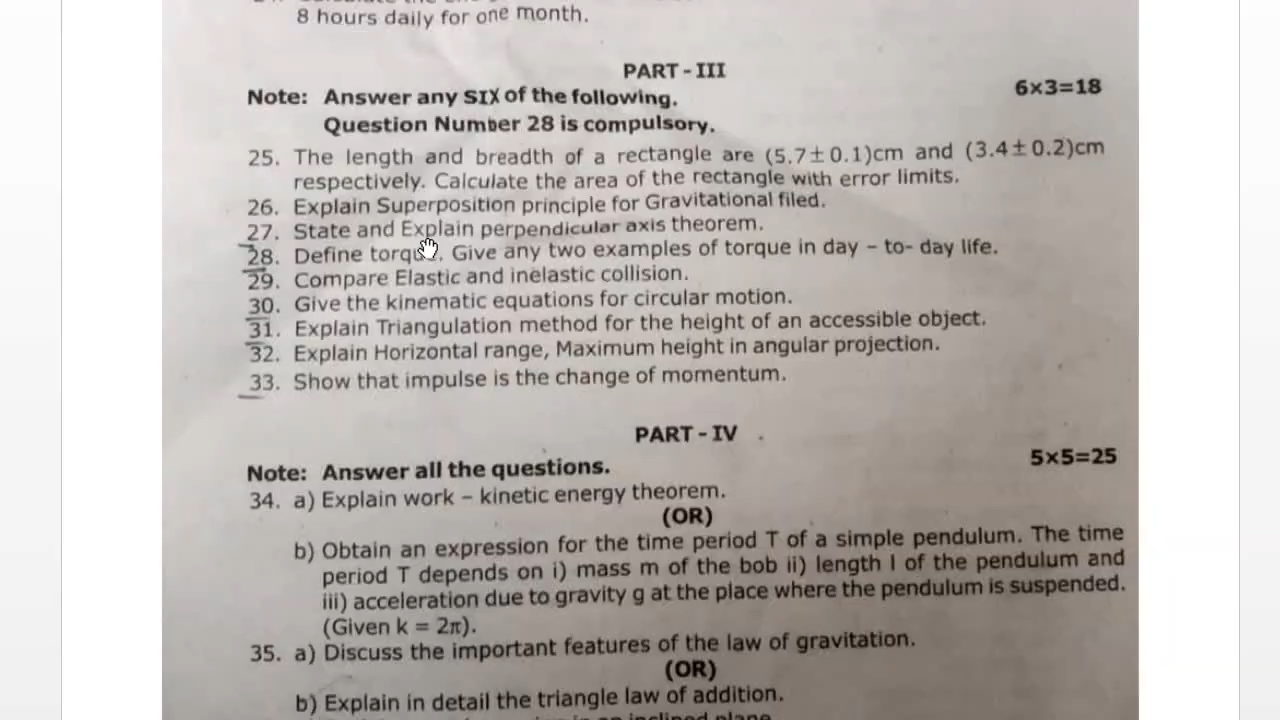 8 hours daily for one month.
PART - III
Note: Answer any SIX of the following. 6×3=18
Question Number 28 is compulsory.
25. The length and breadth of a rectangle are (5.7±0.1)cm and (3.4±0.2)cm
respectively. Calculate the area of the rectangle with error limits.
26. Explain Superposition principle for Gravitational filed.
27. State and Explain perpendicular axis theorem.
28. Define torque. Give any two examples of torque in day – to- day life.
29. Compare Elastic and inelastic collision.
30. Give the kinematic equations for circular motion.
31. Explain Triangulation method for the height of an accessible object.
32. Explain Horizontal range, Maximum height in angular projection.
33. Show that impulse is the change of momentum.
PART - IV
Note: Answer all the questions. 5×5=25
34. a) Explain work – kinetic energy theorem.
(OR)
b) Obtain an expression for the time period T of a simple pendulum. The time
period T depends on i) mass m of the bob ii) length l of the pendulum and
iii) acceleration due to gravity g at the place where the pendulum is suspended.
(Given k = 2π).
35. a) Discuss the important features of the law of gravitation.
(OR)
b) Explain in detail the triangle law of addition.
inclined plane